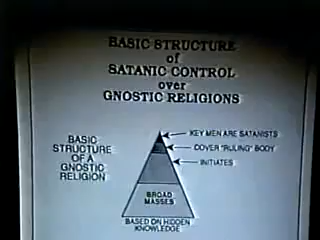 BASIC STRUCTURE
of
SATANIC CONTROL
over
GNOSTIC RELIGIONS
BASIC
STRUCTURE
OF A
GNOSTIC
RELIGION
KEY MEN ARE SATANISTS
COVER "RULING" BODY
INITIATES
BROAD
MASSES
BASED ON HIDDEN
KNOWLEDGE